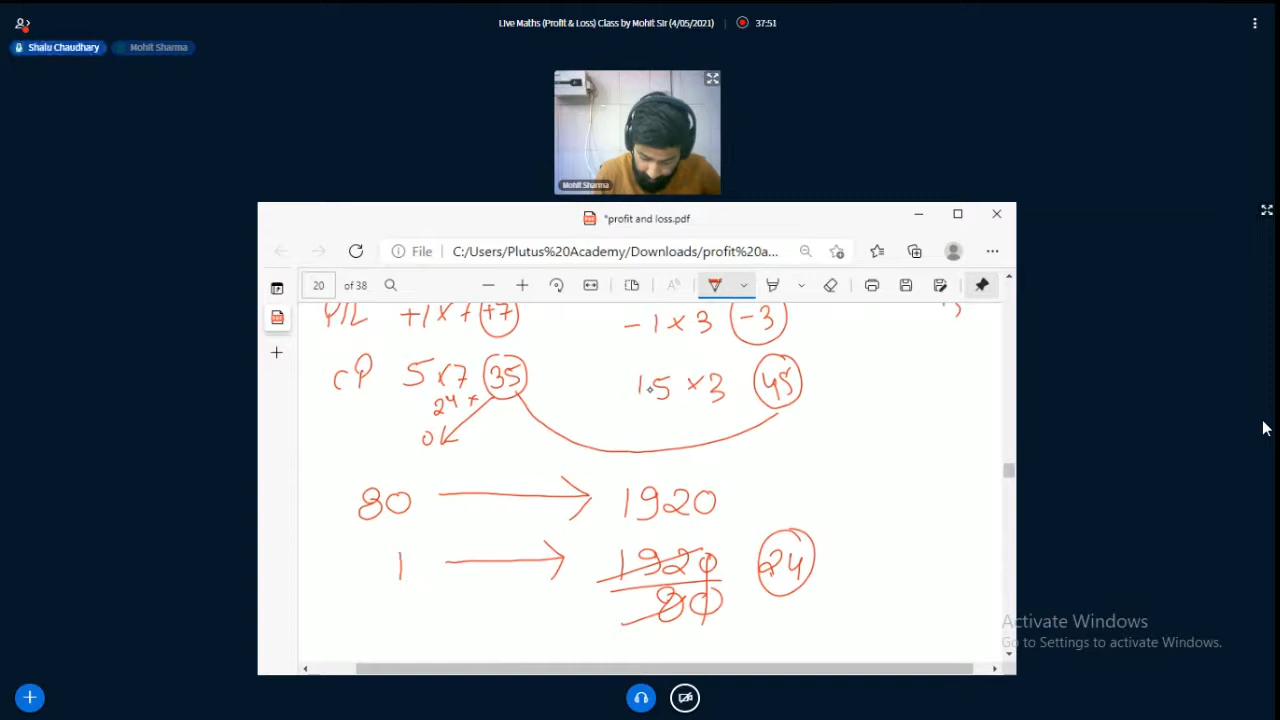 Live Maths (Profit & Loss) Class by Mohit Sir (4/05/2021) 37:51
Shalu Chaudhary Mohit Sharma
Mohit Sharma
*profit and loss.pdf
File C:/Users/Plutus%20Academy/Downloads/profit%20a...
20 of 38
P/L +1 x 7 +7 -1 x 3 -3
CP 5x7 35 15 x3 45
24 x
80 1920
1 1920 24
80
Activate Windows
Go to Settings to activate Windows.